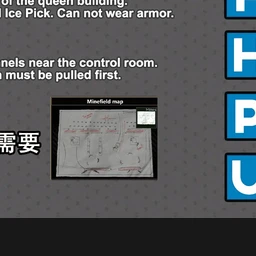 of the queen building.
Ice Pick. Can not wear armor.
nels near the control room.
must be pulled first.
Minefield map
需要
H
P
U